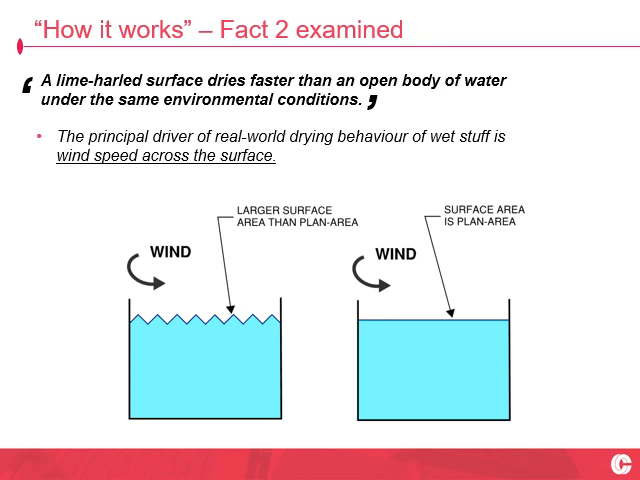 “How it works” – Fact 2 examined
‘ A lime-harled surface dries faster than an open body of water
under the same environmental conditions. ’
• The principal driver of real-world drying behaviour of wet stuff is
wind speed across the surface.
LARGER SURFACE
AREA THAN PLAN-AREA
WIND
SURFACE AREA
IS PLAN-AREA
WIND